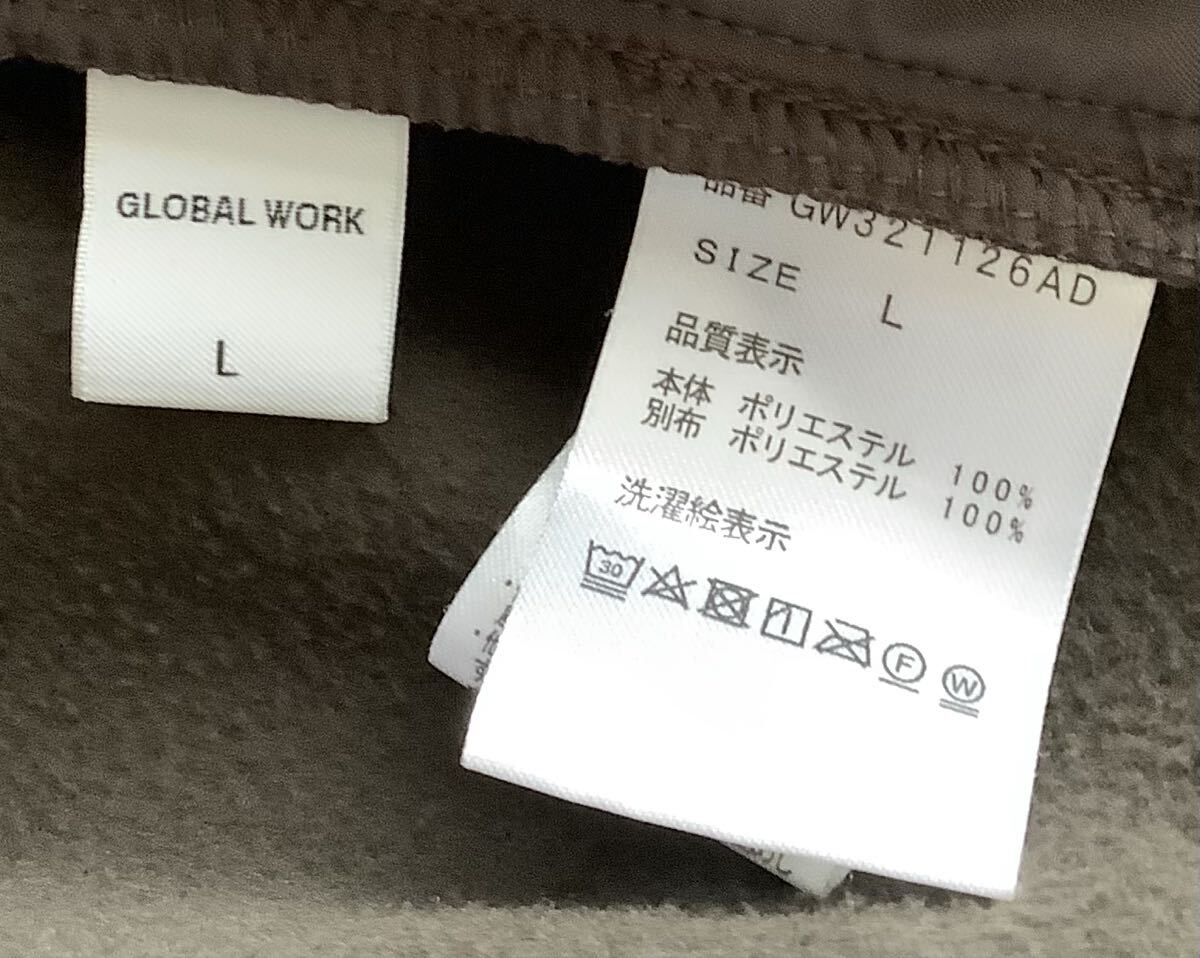 GLOBAL WORK
L
品番 GW321126AD
SIZE L
品質表示
本体 ポリエステル 100%
別布 ポリエステル 100%
洗濯絵表示
30
F
W